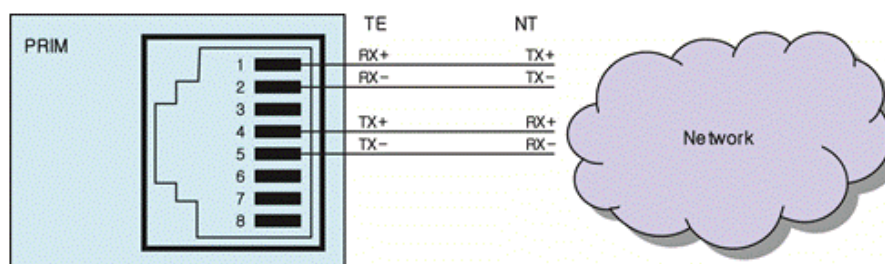 TE NT
PRIM
RX+ TX+
1
RX- TX-
2
3
TX+ RX+
4
Network
TX- RX-
5
6
7
8